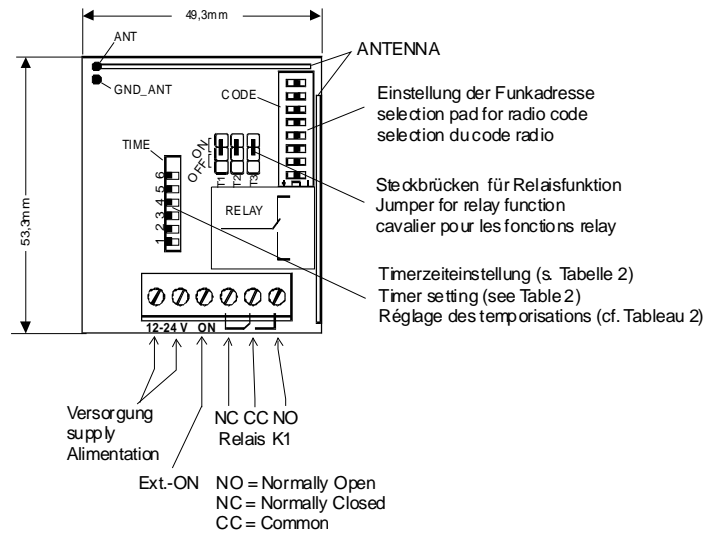 49,3mm
ANT
ANTENNA
GND_ANT
CODE
Einstellung der Funkadresse
selection pad for radio code
selection du code radio
TIME
ON
OFF
T1 T2 T3
Steckbrücken für Relaisfunktion
Jumper for relay function
cavalier pour les fonctions relay
1 2 3 4 5 6
RELAY
53,3mm
Timerzeiteinstellung (s. Tabelle 2)
Timer setting (see Table 2)
Réglage des temporisations (cf. Tableau 2)
12-24 V ON
Versorgung
supply
Alimentation
NC CC NO
Relais K1
Ext.-ON
NO = Normally Open
NC = Normally Closed
CC = Common